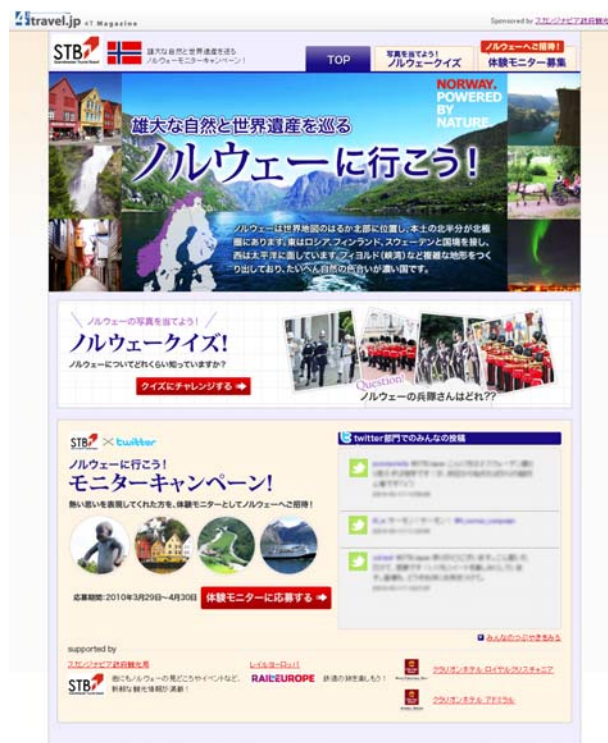 4travel.jp 4T Magazine
Sponsored by スカンジナビア政府観光
STB
雄大な自然と世界遺産を巡る
ノルウェーモニターキャンペーン!
TOP
写真を当てよう!
ノルウェークイズ
ノルウェーへご招待!
体験モニター募集
NORWAY.
POWERED
BY
NATURE.
雄大な自然と世界遺産を巡る
ノルウェーに行こう!
ノルウェーは世界地図のはるか北部に位置し、本土の北半分が北極
圏にあります。東はロシア、フィンランド、スウェーデンと国境を接し、
西は太平洋に面しています。フィヨルド(峡湾)など複雑な地形をつく
り出しており、たいへん自然の色合いが濃い国です。
ノルウェーの写真を当てよう!
ノルウェークイズ!
ノルウェーについてどれくらい知っていますか?
クイズにチャレンジする
Question!
ノルウェーの兵隊さんはどれ??
STB × twitter
ノルウェーに行こう!
モニターキャンペーン!
熱い思いを表現してくれた方を、体験モニターとしてノルウェーへご招待!
応募期間:2010年3月29日~4月30日
体験モニターに応募する
twitter部門でのみんなの投稿
みんなのつぶやきをみる
supported by
スカンジナビア政府観光局
STB
他にもノルウェーの見どころやイベントなど、
新鮮な観光情報が満載!
レイルヨーロッパ
RAILEUROPE 鉄道の旅を楽しもう!
クラリオンホテル ロイヤルクリスチャニア
クラリオンホテル アドミラル